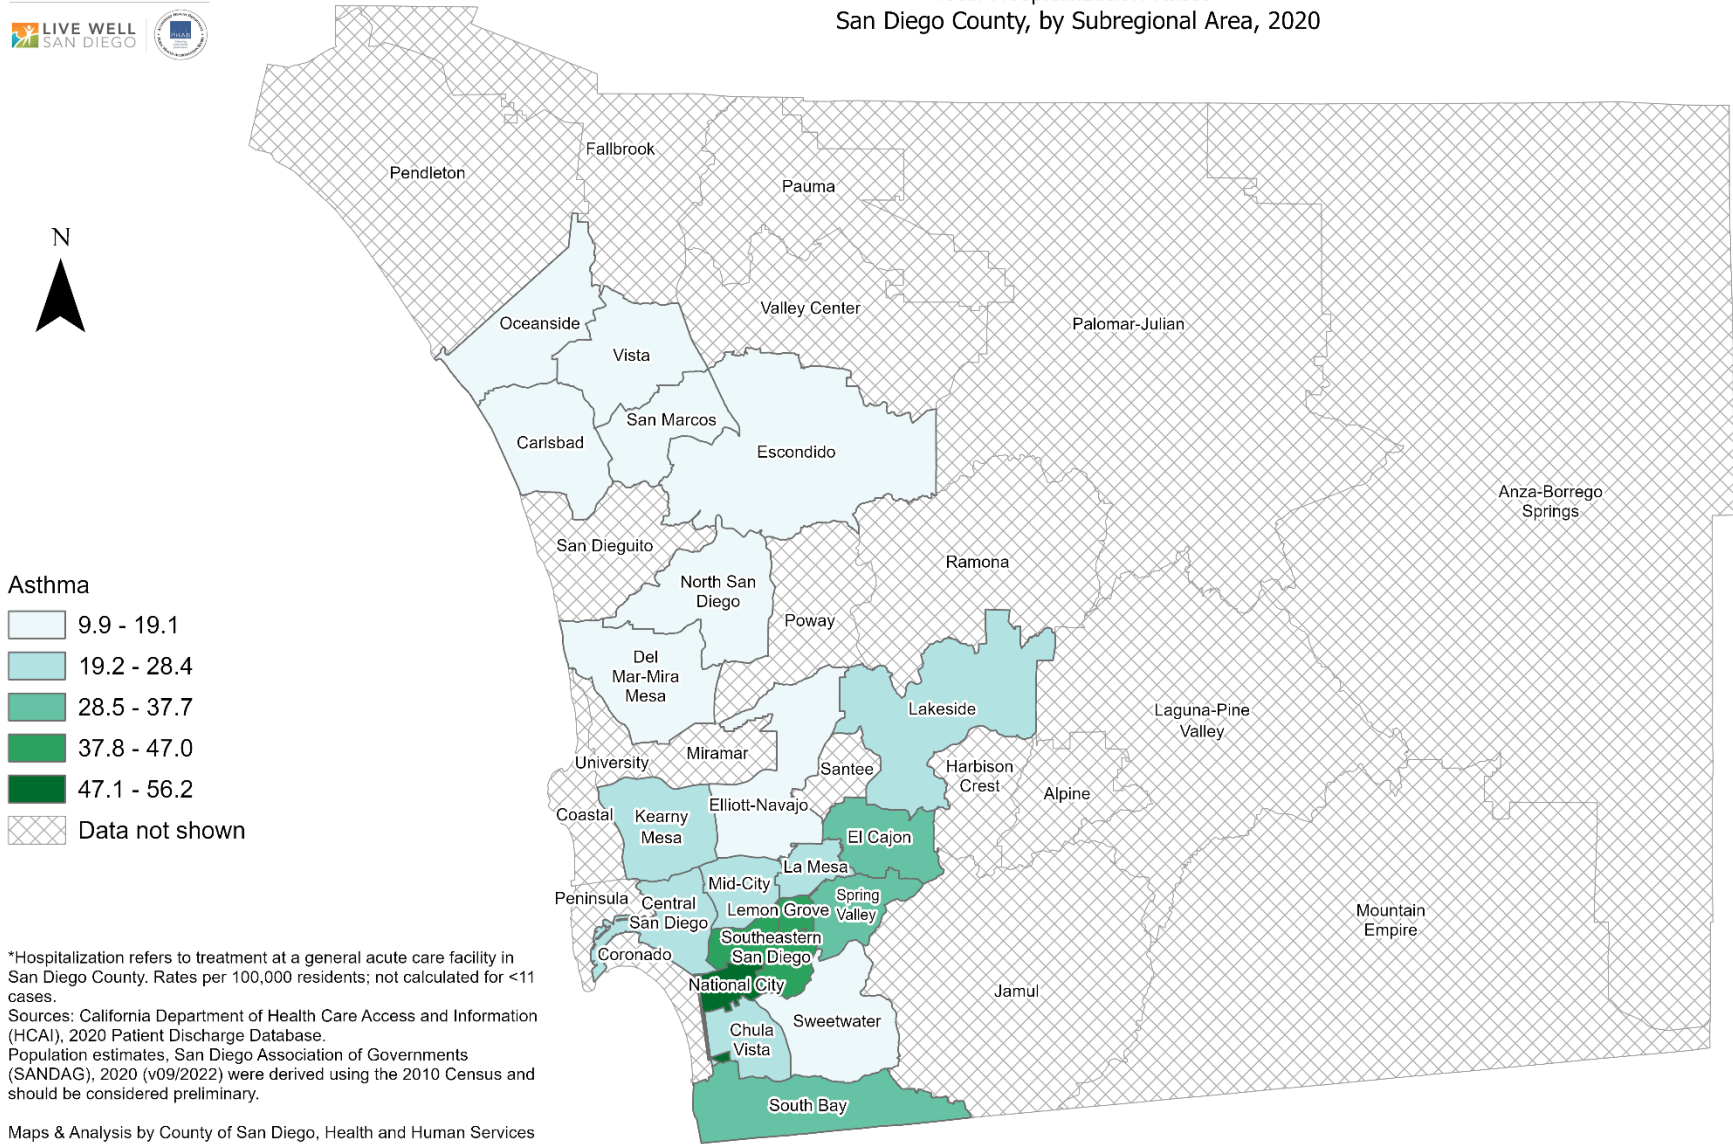 LIVE WELL
SAN DIEGO
San Diego County, by Subregional Area, 2020
Fallbrook
Pendleton
Pauma
N
Valley Center
Oceanside
Palomar-Julian
Vista
San Marcos
Carlsbad
Escondido
Anza-Borrego
Springs
San Dieguito
Ramona
North San
Diego
Poway
Del
Mar-Mira
Mesa
Lakeside
Laguna-Pine
Valley
Miramar
University
Santee
Harbison
Crest
Alpine
Elliott-Navajo
Coastal
Kearny
Mesa
El Cajon
La Mesa
Mid-City
Peninsula
Central
San Diego
Lemon Grove
Spring
Valley
Mountain
Empire
Southeastern
San Diego
Coronado
National City
Jamul
Sweetwater
Chula
Vista
South Bay
Asthma
9.9 - 19.1
19.2 - 28.4
28.5 - 37.7
37.8 - 47.0
47.1 - 56.2
Data not shown
*Hospitalization refers to treatment at a general acute care facility in
San Diego County. Rates per 100,000 residents; not calculated for <11
cases.
Sources: California Department of Health Care Access and Information
(HCAI), 2020 Patient Discharge Database.
Population estimates, San Diego Association of Governments
(SANDAG), 2020 (v09/2022) were derived using the 2010 Census and
should be considered preliminary.
Maps & Analysis by County of San Diego, Health and Human Services